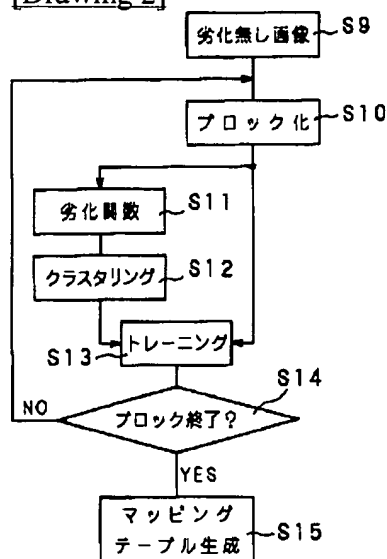 [Drawing 2]
劣化無し画像 S9
ブロック化 S10
劣化関数 S11
クラスタリング S12
トレーニング
S13
S14
ブロック終了?
NO
YES
マッピング
テーブル生成 S15